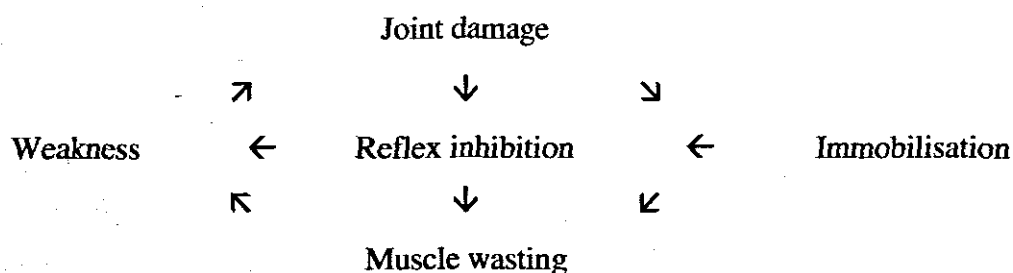 Joint damage
↗ ↓ ↘
Weakness ← Reflex inhibition ← Immobilisation
↖ ↓ ↙
Muscle wasting